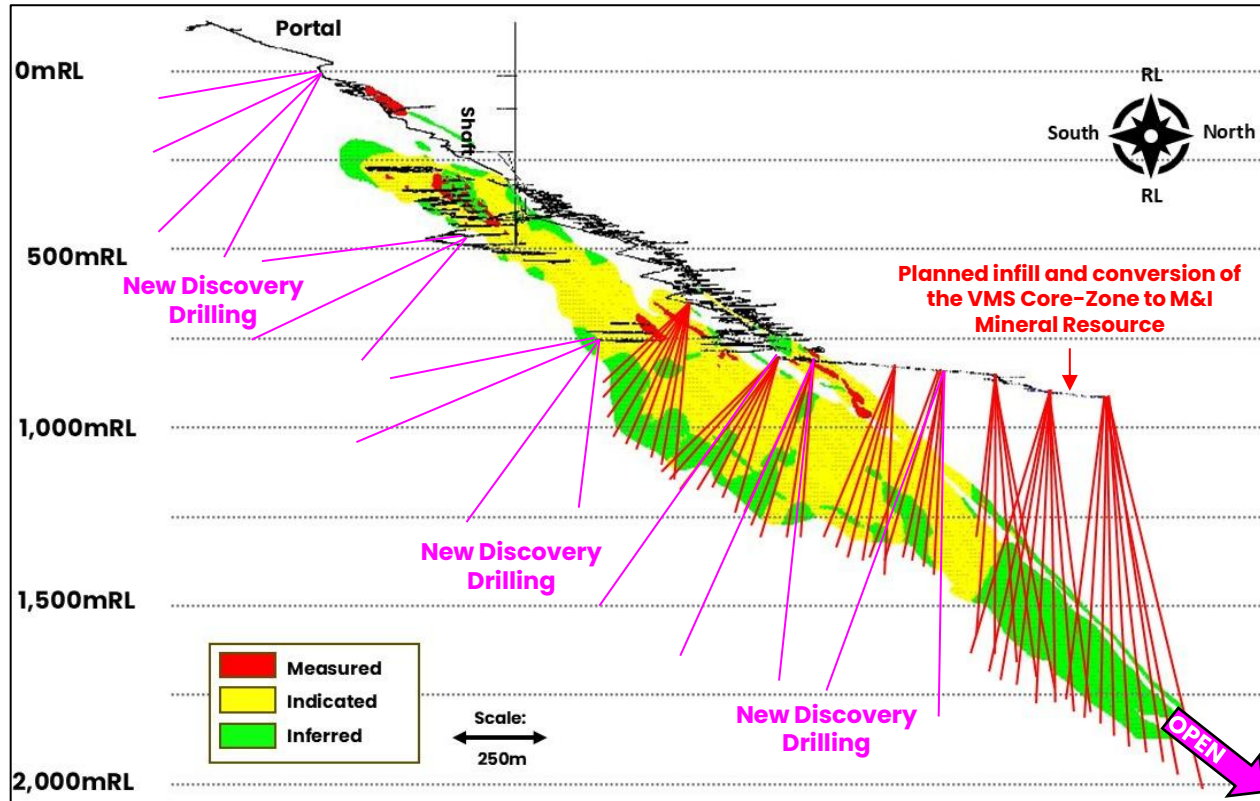 Portal
0mRL
RL
South
North
RL
Shaft
500mRL
New Discovery
Drilling
Planned infill and conversion of
the VMS Core-Zone to M&I
Mineral Resource
1,000mRL
New Discovery
Drilling
1,500mRL
Measured
Indicated
Inferred
Scale:
250m
New Discovery
Drilling
OPEN
2,000mRL